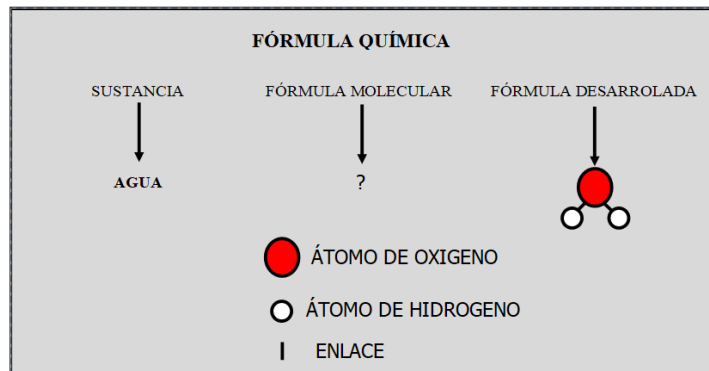 FÓRMULA QUÍMICA
SUSTANCIA FÓRMULA MOLECULAR FÓRMULA DESARROLADA
AGUA ?
ÁTOMO DE OXIGENO
ÁTOMO DE HIDROGENO
ENLACE